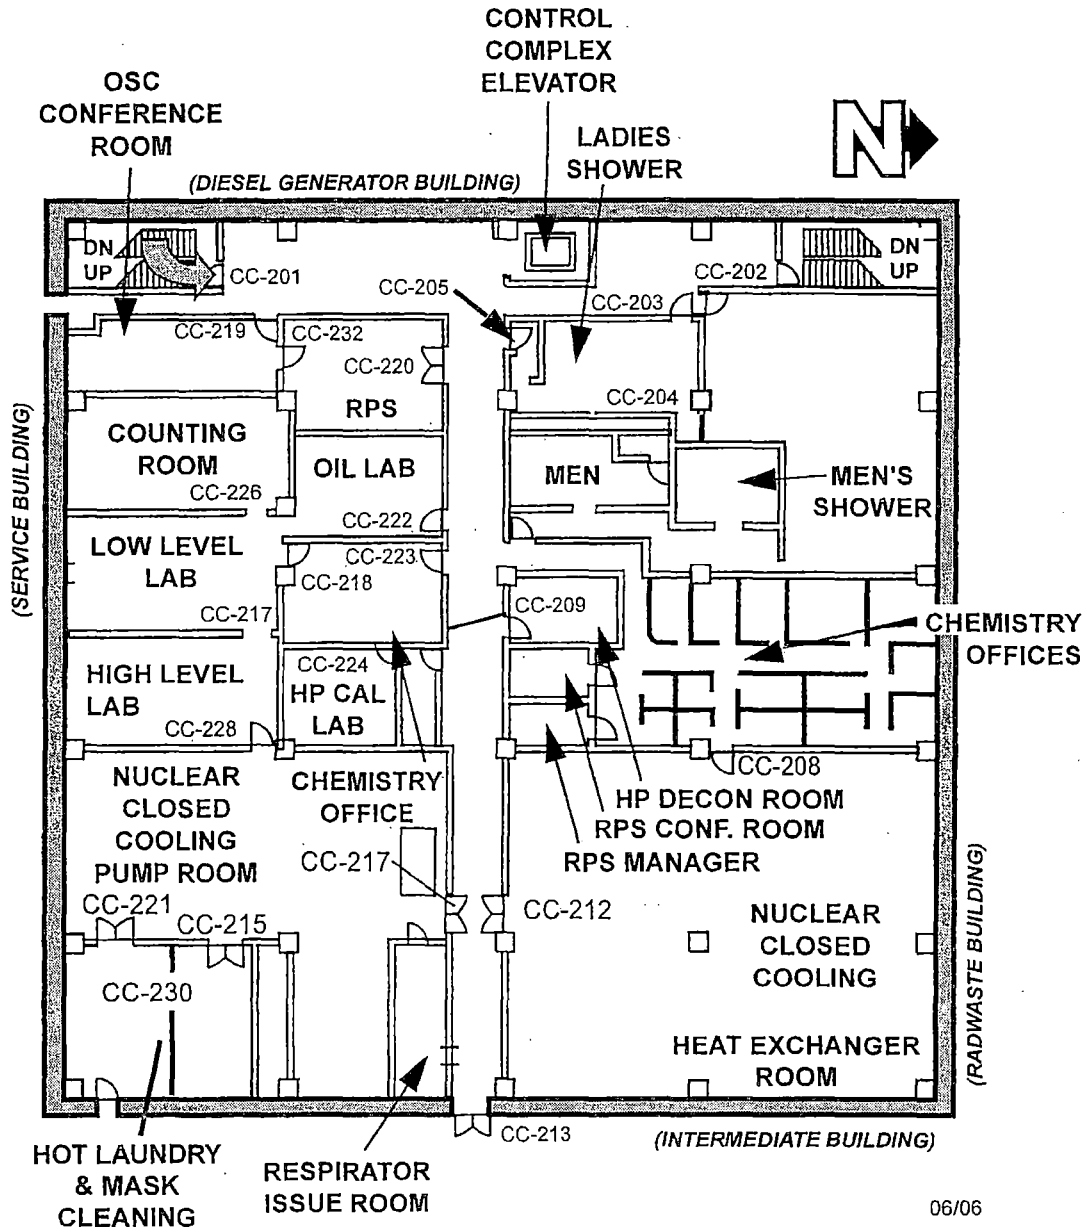 CONTROL
COMPLEX
ELEVATOR
OSC
CONFERENCE
ROOM
LADIES
SHOWER
N
(DIESEL GENERATOR BUILDING)
DN
UP
CC-201
CC-202
DN
UP
CC-205
CC-203
CC-219
CC-232
CC-220
RPS
CC-204
(SERVICE BUILDING)
COUNTING
ROOM
CC-226
OIL LAB
CC-222
MEN
MEN'S
SHOWER
LOW LEVEL
LAB
CC-217
CC-223
CC-218
CC-209
CHEMISTRY
OFFICES
HIGH LEVEL
LAB
CC-228
CC-224
HP CAL
LAB
NUCLEAR
CLOSED
COOLING
PUMP ROOM
CHEMISTRY
OFFICE
CC-208
HP DECON ROOM
RPS CONF. ROOM
RPS MANAGER
CC-217
CC-221
CC-215
CC-212
NUCLEAR
CLOSED
COOLING
(RADWASTE BUILDING)
CC-230
HEAT EXCHANGER
ROOM
CC-213
(INTERMEDIATE BUILDING)
HOT LAUNDRY
& MASK
CLEANING
RESPIRATOR
ISSUE ROOM
06/06